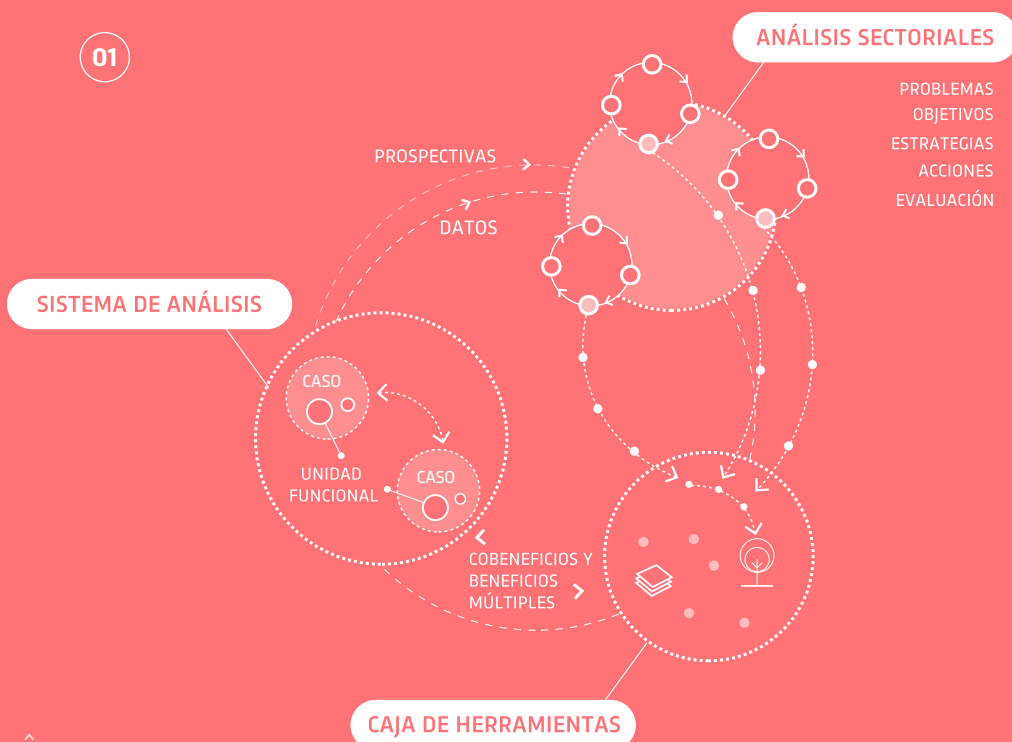 01
ANÁLISIS SECTORIALES
PROBLEMAS
OBJETIVOS
ESTRATEGIAS
ACCIONES
EVALUACIÓN
PROSPECTIVAS
DATOS
SISTEMA DE ANÁLISIS
CASO
UNIDAD
FUNCIONAL
CASO
COBENEFICIOS Y
BENEFICIOS
MÚLTIPLES
CAJA DE HERRAMIENTAS